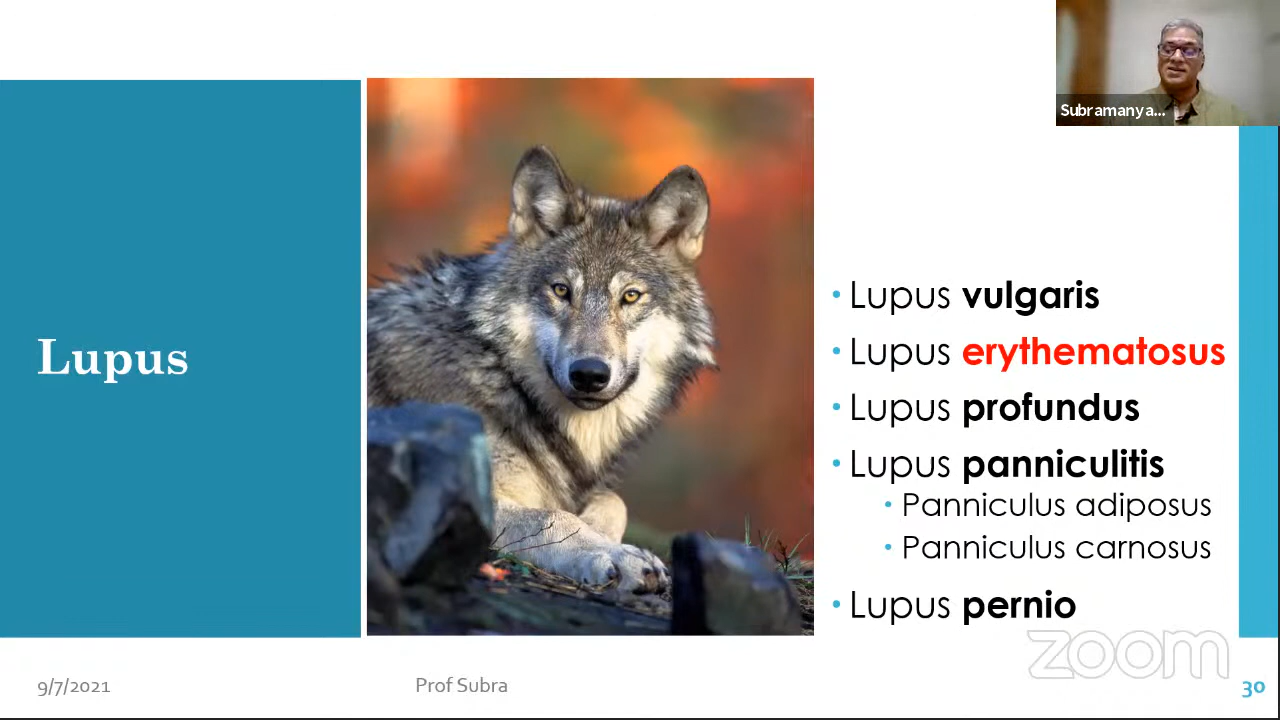 Subramanya...
Lupus
• Lupus vulgaris
• Lupus erythematosus
• Lupus profundus
• Lupus panniculitis
• Panniculus adiposus
• Panniculus carnosus
• Lupus pernio
zoom
9/7/2021
Prof Subra
30